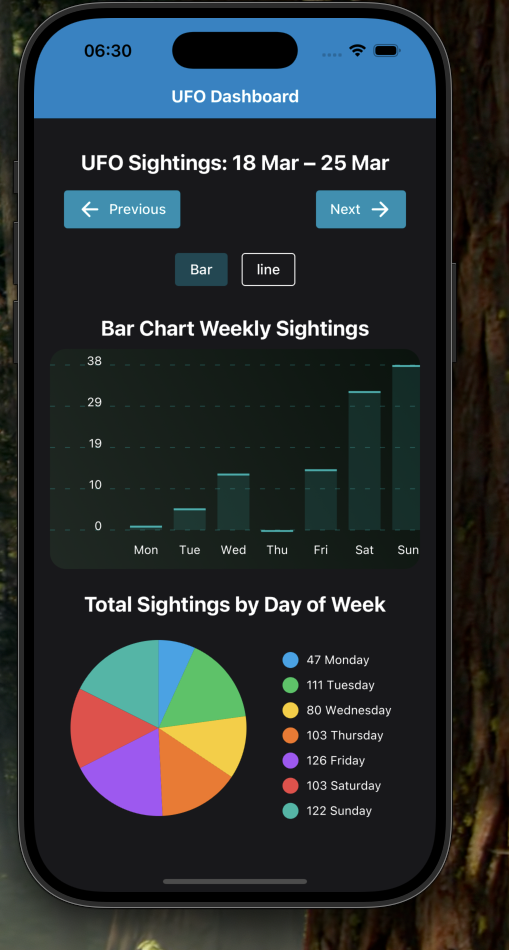 06:30
UFO Dashboard
UFO Sightings: 18 Mar – 25 Mar
Previous
Next
Bar
line
Bar Chart Weekly Sightings
38
29
19
10
0
Mon Tue Wed Thu Fri Sat Sun
Total Sightings by Day of Week
47 Monday
111 Tuesday
80 Wednesday
103 Thursday
126 Friday
103 Saturday
122 Sunday